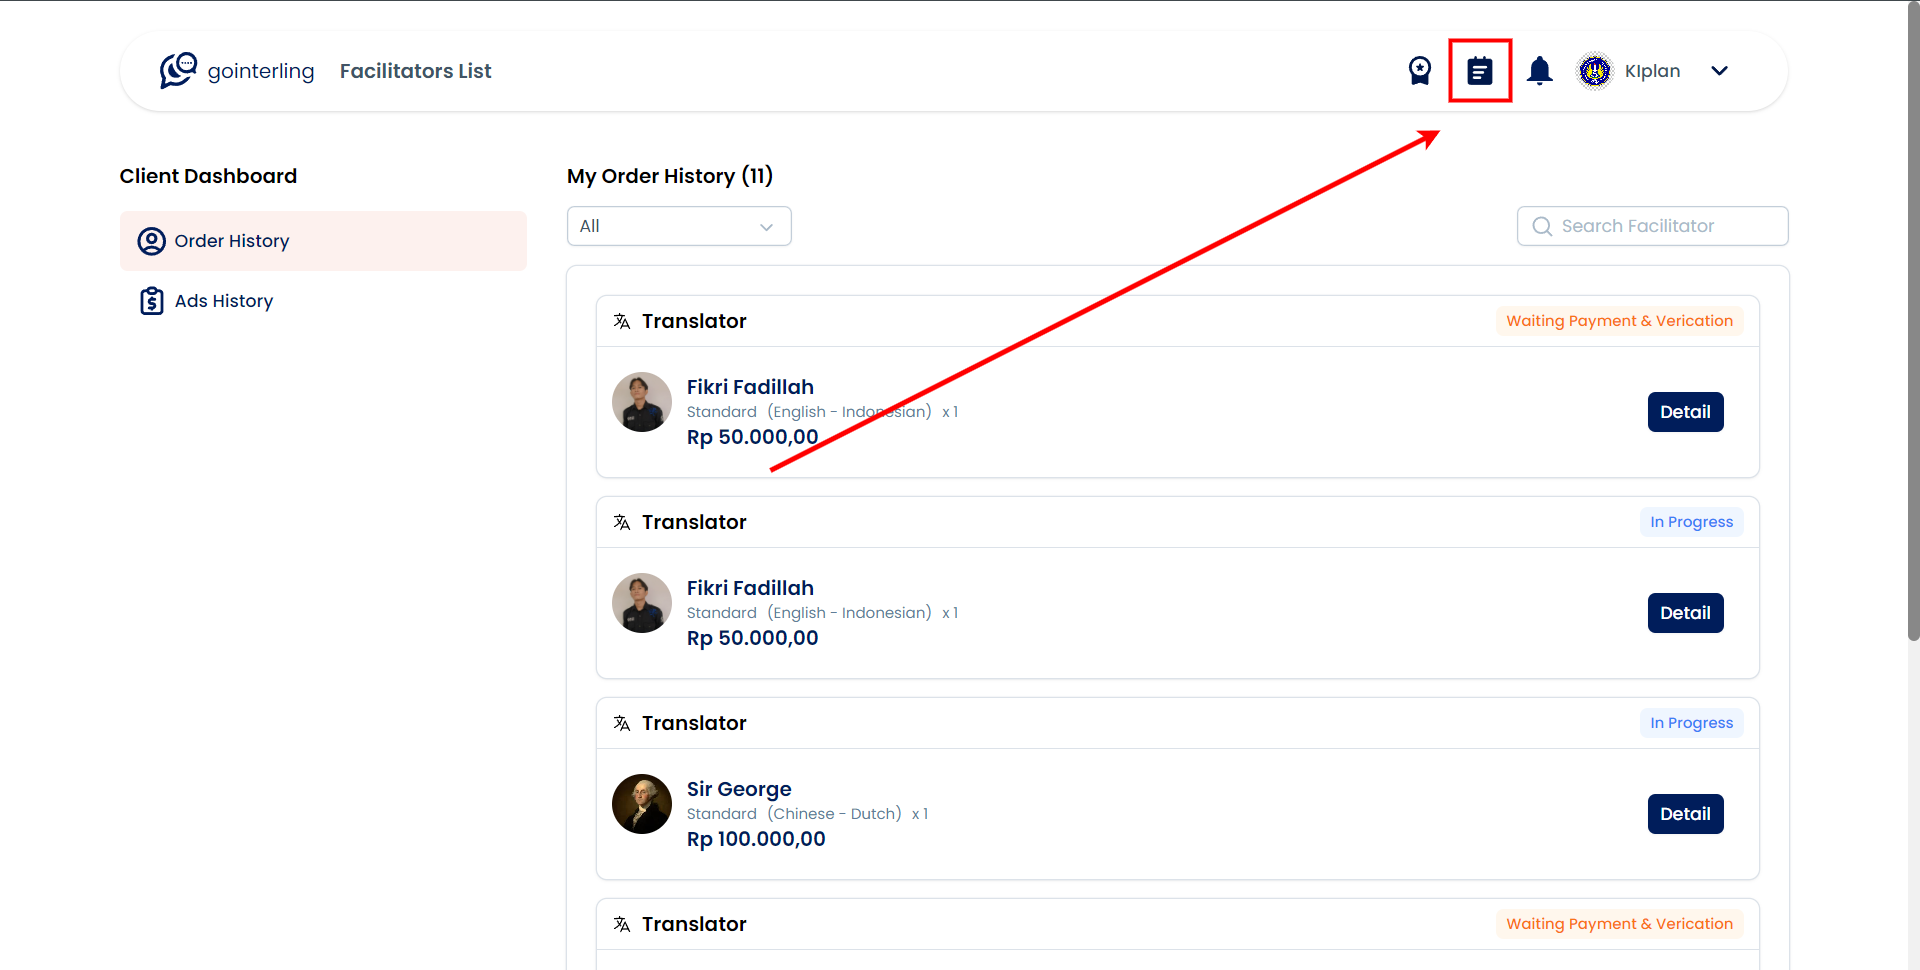 gointerling
Facilitators List
KIplan
Client Dashboard
Order History
Ads History
My Order History (11)
All
Search Facilitator
Translator
Waiting Payment & Verication
Fikri Fadillah
Standard (English - Indonesian) x 1
Rp 50.000,00
Detail
Translator
In Progress
Fikri Fadillah
Standard (English - Indonesian) x 1
Rp 50.000,00
Detail
Translator
In Progress
Sir George
Standard (Chinese - Dutch) x 1
Rp 100.000,00
Detail
Translator
Waiting Payment & Verication